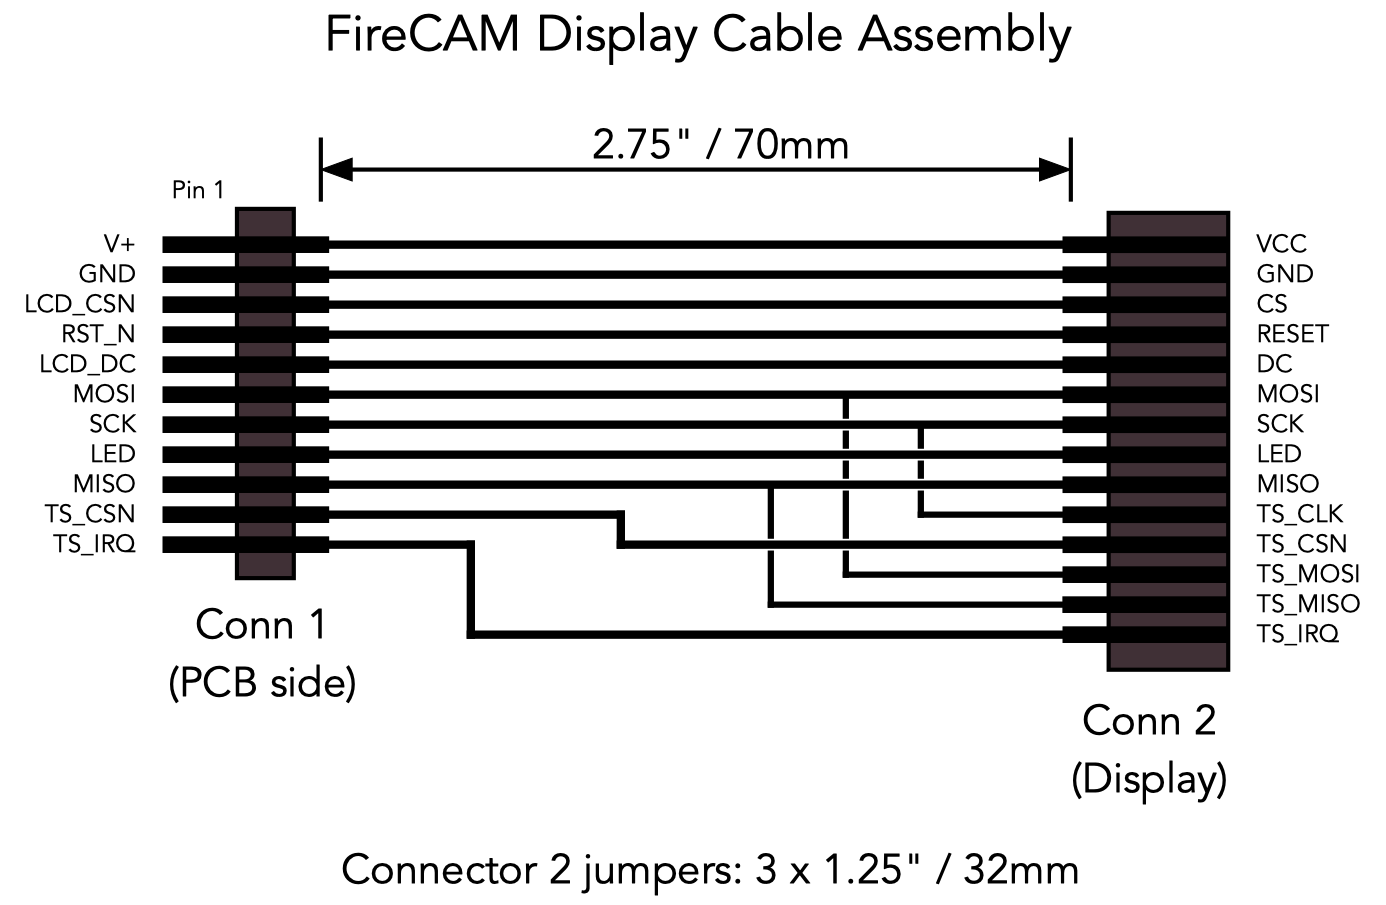 FireCAM Display Cable Assembly
2.75" / 70mm
Pin 1
V+
GND
LCD_CSN
RST_N
LCD_DC
MOSI
SCK
LED
MISO
TS_CSN
TS_IRQ
VCC
GND
CS
RESET
DC
MOSI
SCK
LED
MISO
TS_CLK
TS_CSN
TS_MOSI
TS_MISO
TS_IRQ
Conn 1
(PCB side)
Conn 2
(Display)
Connector 2 jumpers: 3 x 1.25" / 32mm